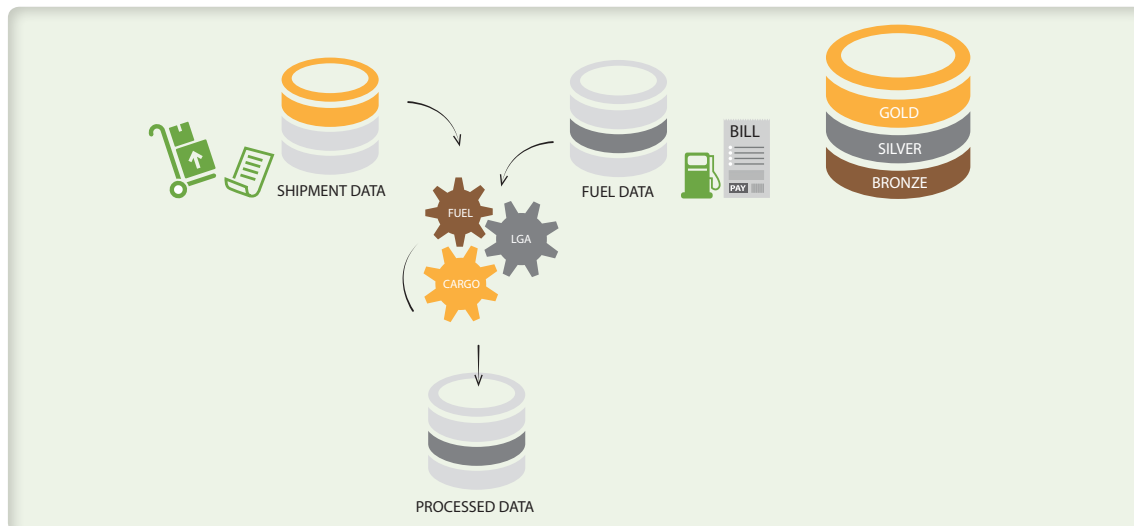 GOLD
SILVER
BRONZE
BILL
PAY
SHIPMENT DATA
FUEL DATA
FUEL
LGA
CARGO
PROCESSED DATA